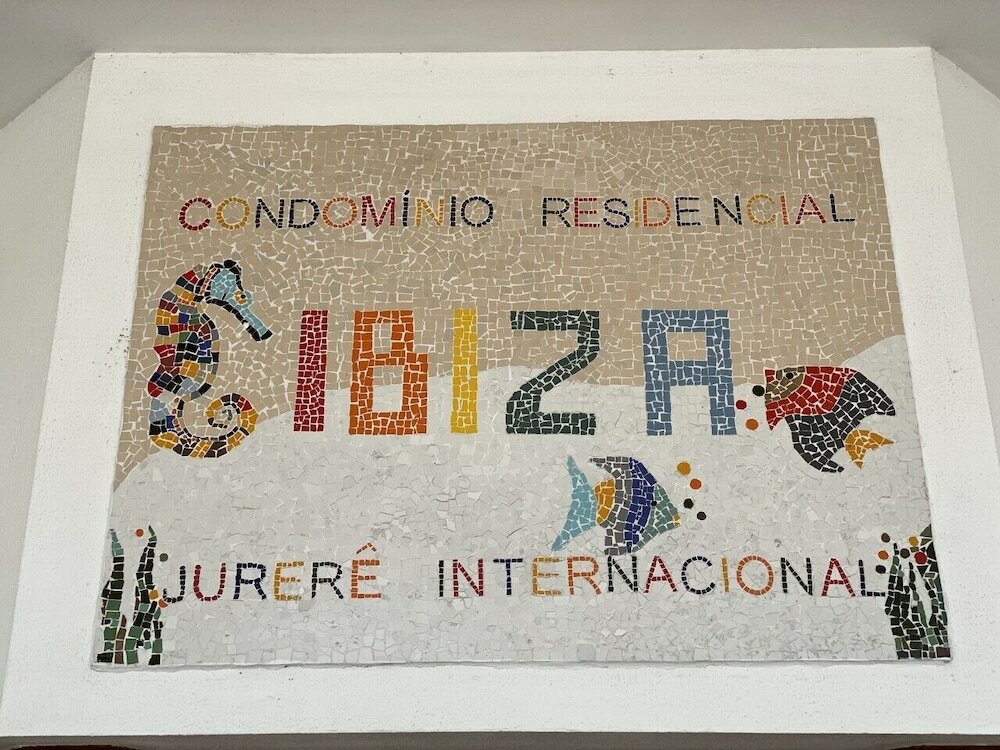 CONDOMÍNIO RESIDENCIAL
IBIZA
JURERÊ INTERNACIONAL